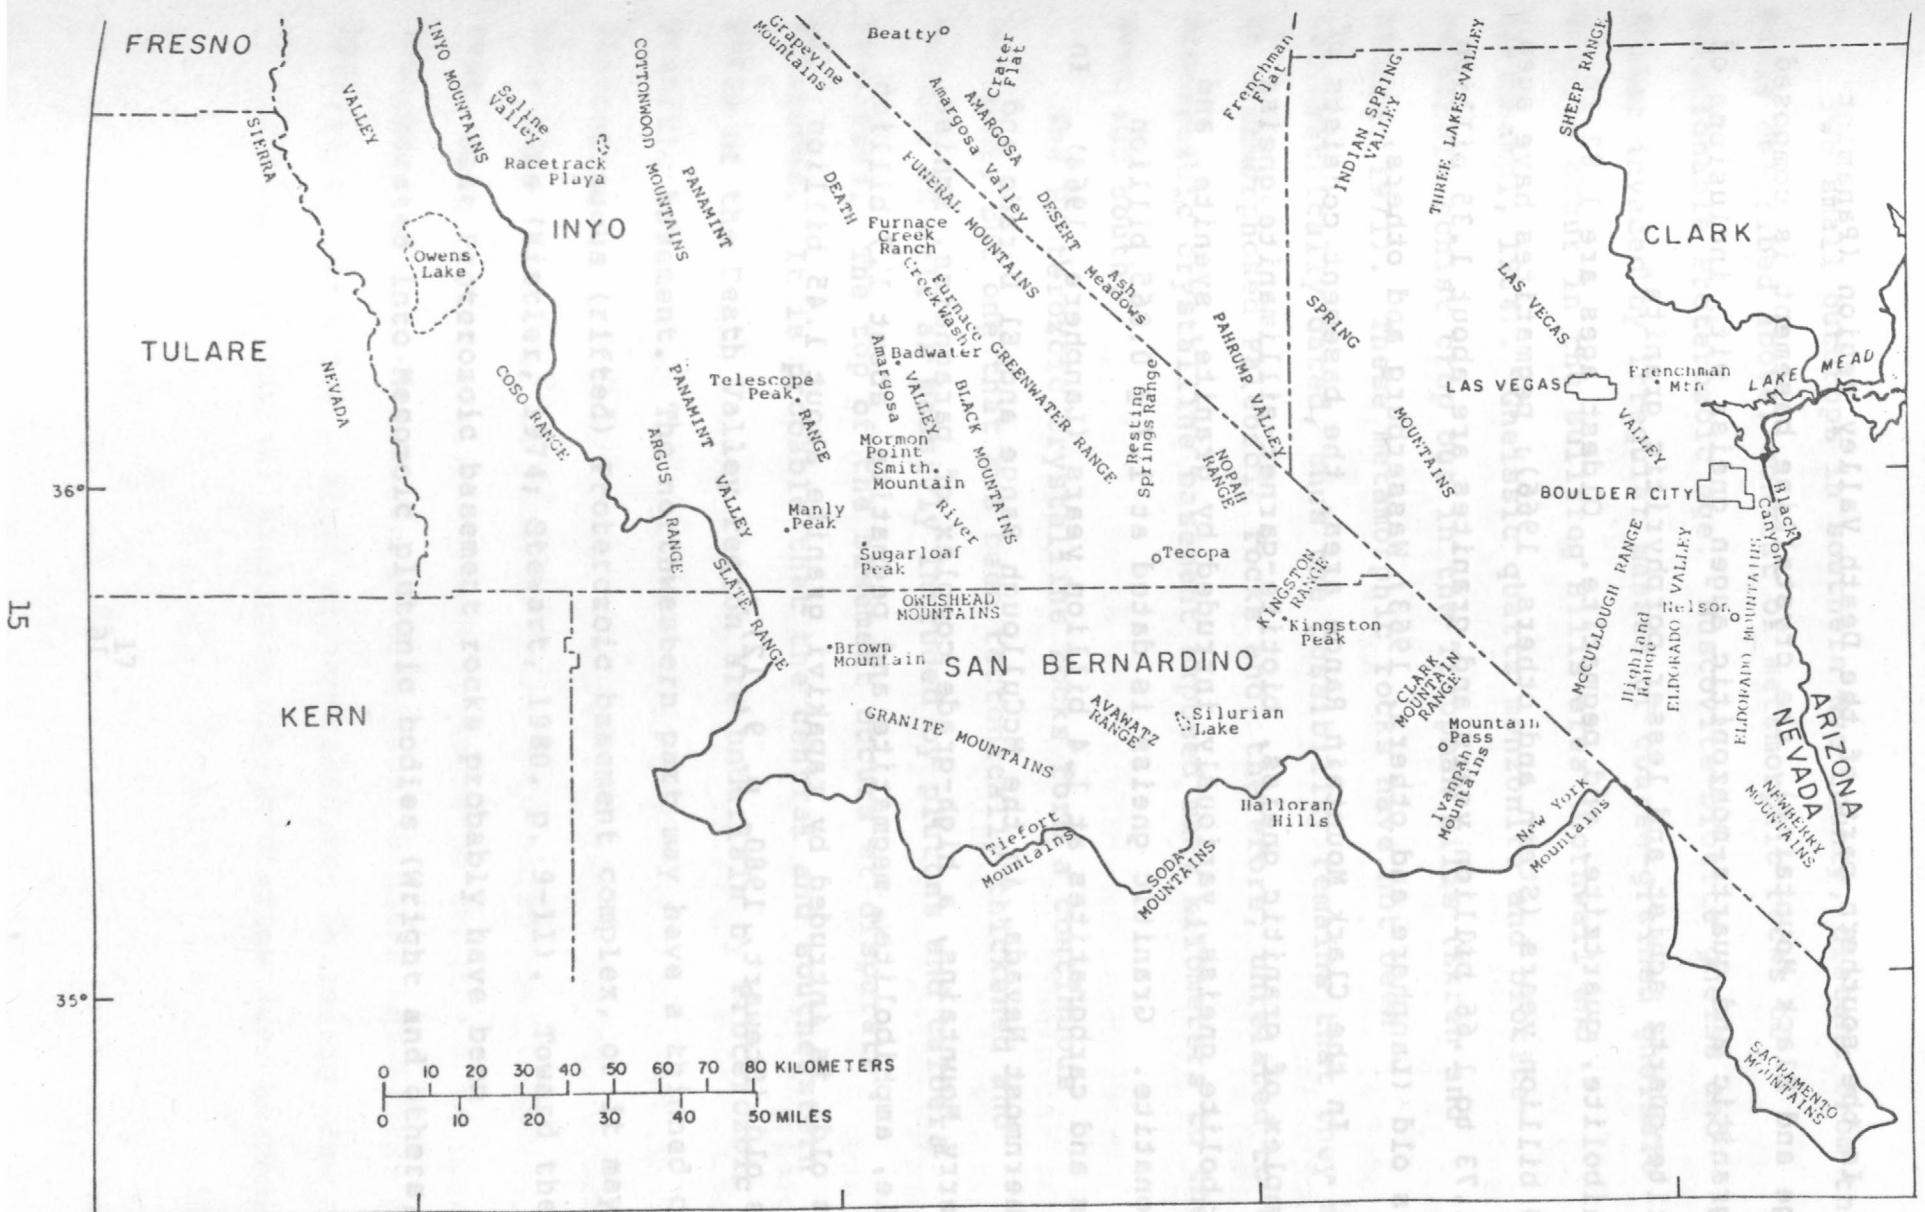 FRESNO
SIERRA
VALLEY
INYO MOUNTAINS
Saline
Valley
Racetrack
Playa
COTTONWOOD MOUNTAINS
PANAMINT
Grapevine
Mountains
Beatty
Crater
Flat
AMARGOSA
Amargosa Valley
DESERT
FUNERAL MOUNTAINS
DEATH
Furnace
Creek
Ranch
Furnace
Creek Wash
Ash
Meadows
Frenchman
Flat
INDIAN SPRING
VALLEY
THREE LAKES VALLEY
SHEEP RANGE
CLARK
INYO
Owens
Lake
TULARE
NEVADA
COSO RANGE
ARGUS
RANGE
PANAMINT
VALLEY
Telescope
Peak
RANGE
Badwater
Amargosa
VALLEY
BLACK MOUNTAINS
GREENWATER RANGE
Resting
Springs Range
PAHRUMP VALLEY
NOPAH
RANGE
SPRING
MOUNTAINS
LAS VEGAS
VALLEY
LAS VEGAS
Frenchman
Mtn
LAKE MEAD
BOULDER CITY
Black
Canyon
Mormon
Point
Smith
Mountain
River
Manly
Peak
Sugarloaf
Peak
Tecopa
36°
SLATE RANGE
OWLSHEAD
MOUNTAINS
KINGSTON
RANGE
Kingston
Peak
MCCULLOUGH RANGE
Highland
Range
ELDORADO VALLEY
Nelson
ELDORADO MOUNTAINS
15
KERN
Brown
Mountain
SAN BERNARDINO
GRANITE MOUNTAINS
AVAWATZ
RANGE
Silurian
Lake
CLARK
MOUNTAIN
RANGE
Mountain
Pass
Ivanpah
Mountains
ARIZONA
NEVADA
NEWBERRY
MOUNTAINS
Tiefort
Mountains
SODA
MOUNTAINS
Halloran
Hills
New York
Mountains
35°
SACRAMENTO
MOUNTAINS
0 10 20 30 40 50 60 70 80 KILOMETERS
0 10 20 30 40 50 MILES